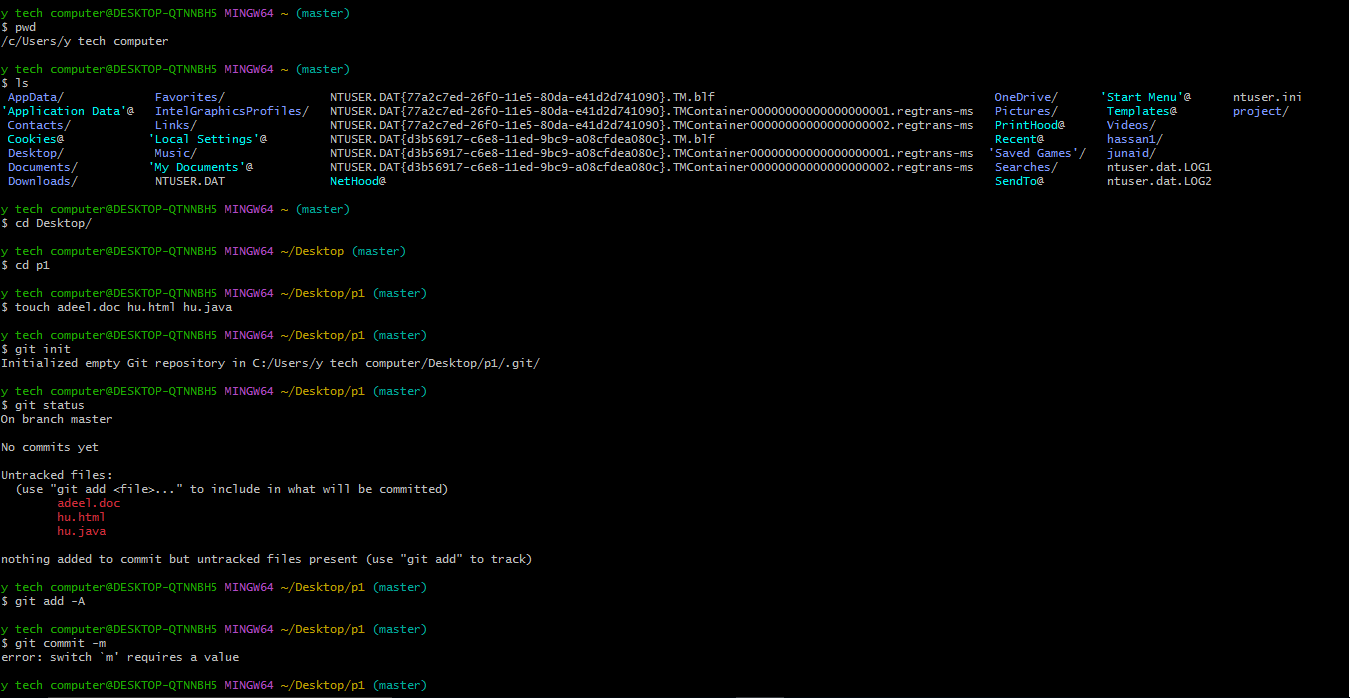 y tech computer@DESKTOP-QTNNBH5 MINGW64 ~ (master)
$ pwd
/c/Users/y tech computer
y tech computer@DESKTOP-QTNNBH5 MINGW64 ~ (master)
$ ls
AppData/ Favorites/ NTUSER.DAT{77a2c7ed-26f0-11e5-80da-e41d2d741090}.TM.blf OneDrive/ 'Start Menu'@ ntuser.ini
'Application Data'@ IntelGraphicsProfiles/ NTUSER.DAT{77a2c7ed-26f0-11e5-80da-e41d2d741090}.TMContainer00000000000000000001.regtrans-ms Pictures/ Templates@ project/
Contacts/ Links/ NTUSER.DAT{77a2c7ed-26f0-11e5-80da-e41d2d741090}.TMContainer00000000000000000002.regtrans-ms PrintHood@ Videos/
Cookies@ 'Local Settings'@ NTUSER.DAT{d3b56917-c6e8-11ed-9bc9-a08cfdea080c}.TM.blf Recent@ hassan1/
Desktop/ Music/ NTUSER.DAT{d3b56917-c6e8-11ed-9bc9-a08cfdea080c}.TMContainer00000000000000000001.regtrans-ms 'Saved Games'/ junaid/
Documents/ 'My Documents'@ NTUSER.DAT{d3b56917-c6e8-11ed-9bc9-a08cfdea080c}.TMContainer00000000000000000002.regtrans-ms Searches/ ntuser.dat.LOG1
Downloads/ NTUSER.DAT NetHood@ SendTo@ ntuser.dat.LOG2
y tech computer@DESKTOP-QTNNBH5 MINGW64 ~ (master)
$ cd Desktop/
y tech computer@DESKTOP-QTNNBH5 MINGW64 ~/Desktop (master)
$ cd p1
y tech computer@DESKTOP-QTNNBH5 MINGW64 ~/Desktop/p1 (master)
$ touch adeel.doc hu.html hu.java
y tech computer@DESKTOP-QTNNBH5 MINGW64 ~/Desktop/p1 (master)
$ git init
Initialized empty Git repository in C:/Users/y tech computer/Desktop/p1/.git/
y tech computer@DESKTOP-QTNNBH5 MINGW64 ~/Desktop/p1 (master)
$ git status
On branch master
No commits yet
Untracked files:
(use "git add <file>..." to include in what will be committed)
adeel.doc
hu.html
hu.java
nothing added to commit but untracked files present (use "git add" to track)
y tech computer@DESKTOP-QTNNBH5 MINGW64 ~/Desktop/p1 (master)
$ git add -A
y tech computer@DESKTOP-QTNNBH5 MINGW64 ~/Desktop/p1 (master)
$ git commit -m
error: switch `m' requires a value
y tech computer@DESKTOP-QTNNBH5 MINGW64 ~/Desktop/p1 (master)